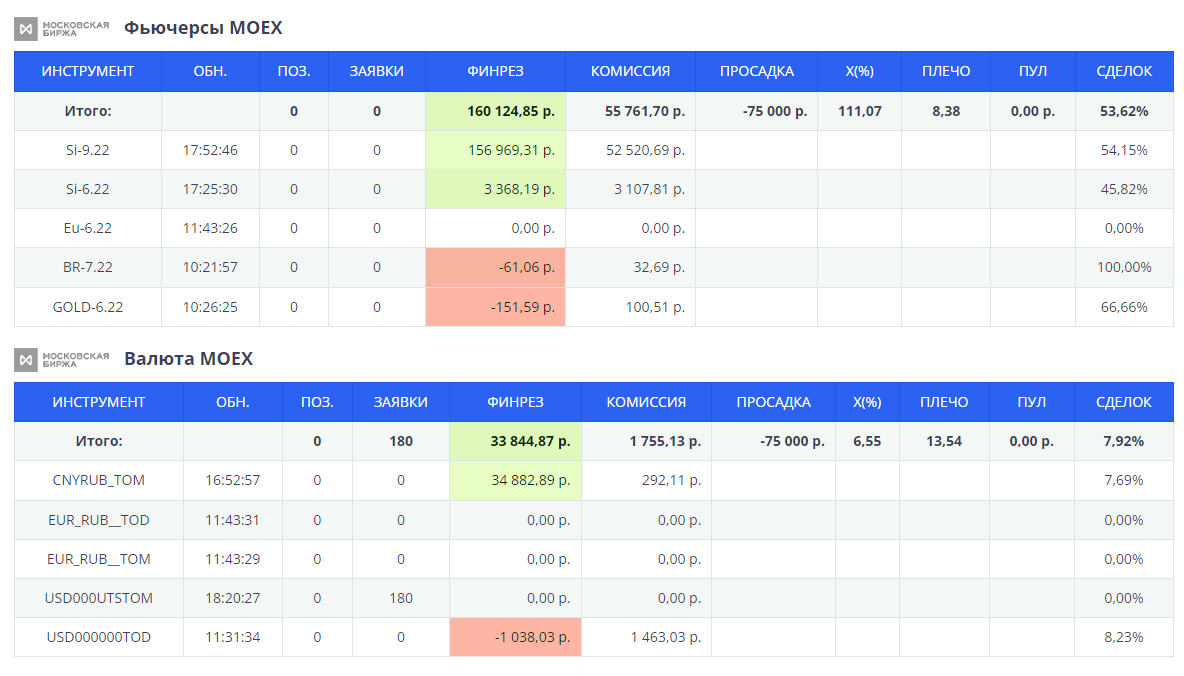 МОСКОВСКАЯ БИРЖА Фьючерсы MOEX
ИНСТРУМЕНТ ОБН. ПОЗ. ЗАЯВКИ ФИНРЕЗ КОМИССИЯ ПРОСАДКА Х(%) ПЛЕЧО ПУЛ СДЕЛОК
Итого: 0 0 160 124,85 р. 55 761,70 р. -75 000 р. 111,07 8,38 0,00 р. 53,62%
Si-9.22 17:52:46 0 0 156 969,31 р. 52 520,69 р. 54,15%
Si-6.22 17:25:30 0 0 3 368,19 р. 3 107,81 р. 45,82%
Eu-6.22 11:43:26 0 0 0,00 р. 0,00 р. 0,00%
BR-7.22 10:21:57 0 0 -61,06 р. 32,69 р. 100,00%
GOLD-6.22 10:26:25 0 0 -151,59 р. 100,51 р. 66,66%
МОСКОВСКАЯ БИРЖА Валюта MOEX
ИНСТРУМЕНТ ОБН. ПОЗ. ЗАЯВКИ ФИНРЕЗ КОМИССИЯ ПРОСАДКА Х(%) ПЛЕЧО ПУЛ СДЕЛОК
Итого: 0 180 33 844,87 р. 1 755,13 р. -75 000 р. 6,55 13,54 0,00 р. 7,92%
CNYRUB_TOM 16:52:57 0 0 34 882,89 р. 292,11 р. 7,69%
EUR_RUB__TOD 11:43:31 0 0 0,00 р. 0,00 р. 0,00%
EUR_RUB__TOM 11:43:29 0 0 0,00 р. 0,00 р. 0,00%
USD000UTSTOM 18:20:27 0 180 0,00 р. 0,00 р. 0,00%
USD000000TOD 11:31:34 0 0 -1 038,03 р. 1 463,03 р. 8,23%